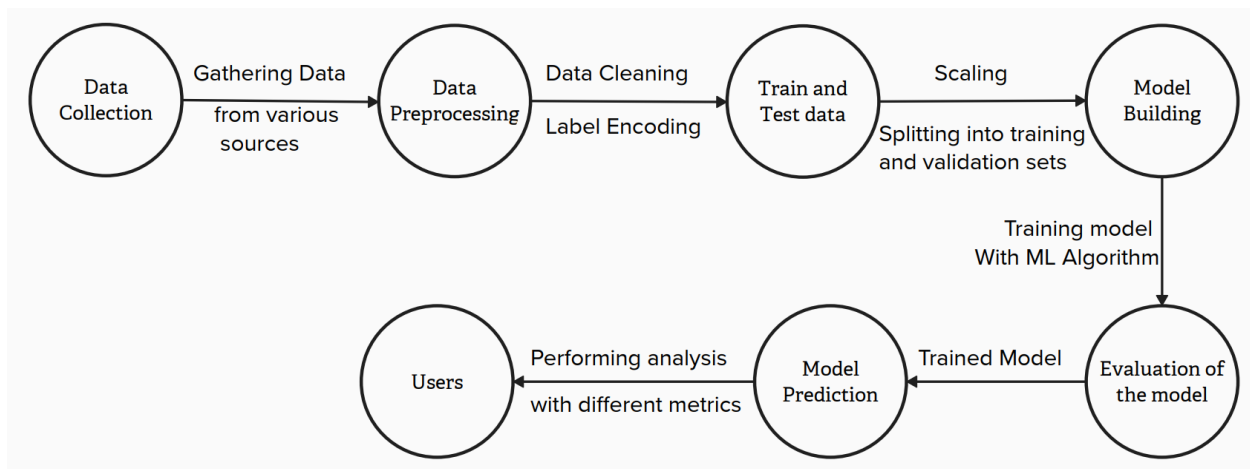 Data
Collection
Gathering Data
from various
sources
Data
Preprocessing
Data Cleaning
Label Encoding
Train and
Test data
Scaling
Splitting into training
and validation sets
Model
Building
Training model
With ML Algorithm
Evaluation of
the model
Trained Model
Model
Prediction
Performing analysis
with different metrics
Users